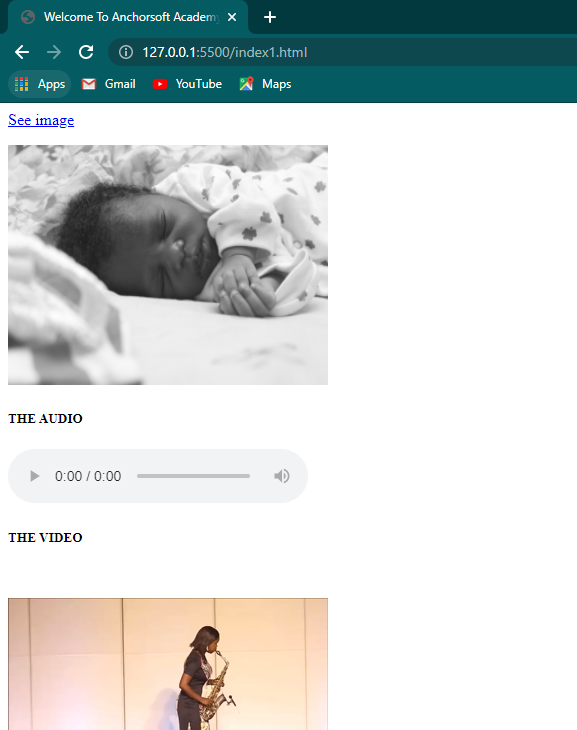 Welcome To Anchorsoft Academy
127.0.0.1:5500/index1.html
Apps Gmail YouTube Maps
See image
THE AUDIO
0:00 / 0:00
THE VIDEO